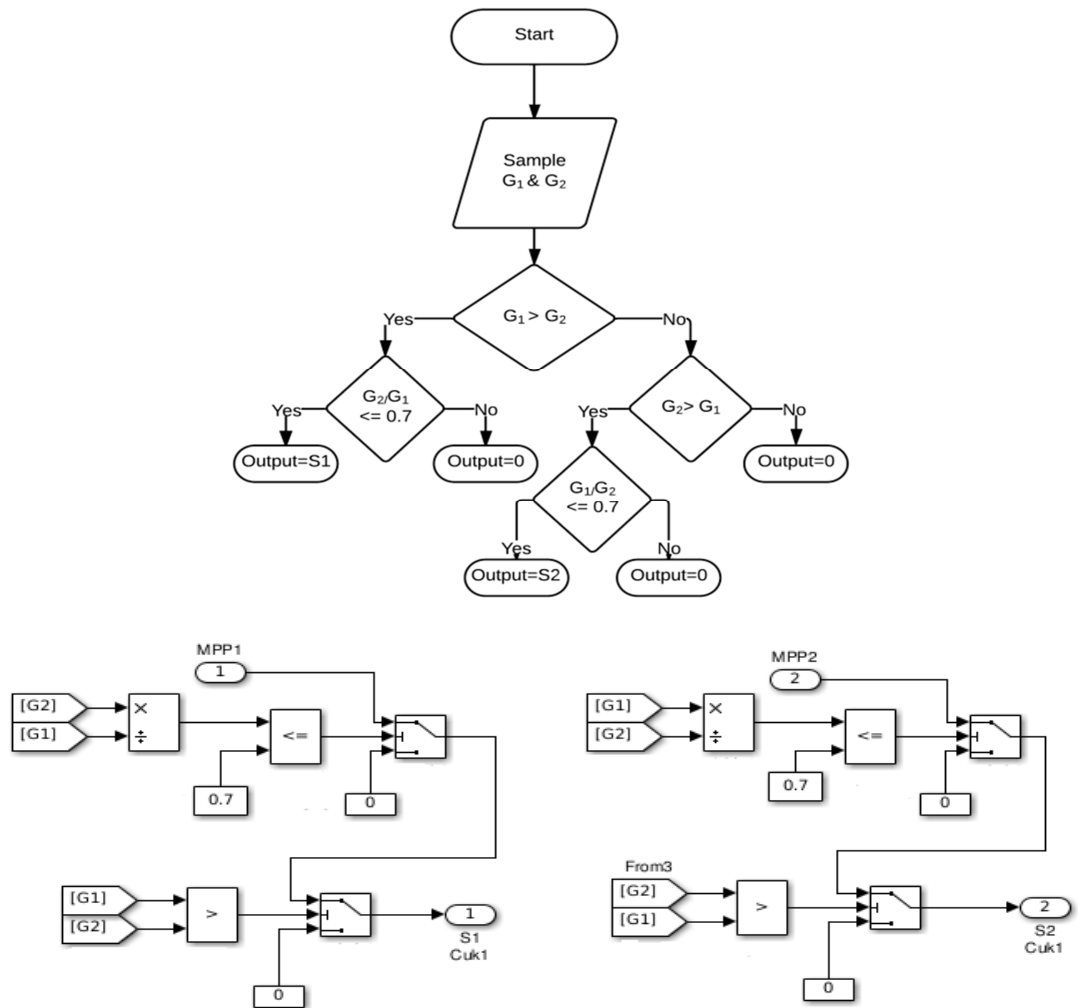 Start
Sample
G₁ & G₂
G₁ > G₂
Yes
No
G₂/G₁
<= 0.7
G₂> G₁
Yes
No
Yes
No
Output=S1
Output=0
Output=0
G₁/G₂
<= 0.7
Yes
No
Output=S2
Output=0
MPP1
1
[G2]
×
[G1]
÷
<=
0.7
0
[G1]
>
[G2]
1
S1
Cuk1
0
MPP2
2
[G1]
×
[G2]
÷
<=
0.7
0
From3
[G2]
>
[G1]
2
S2
Cuk1
0